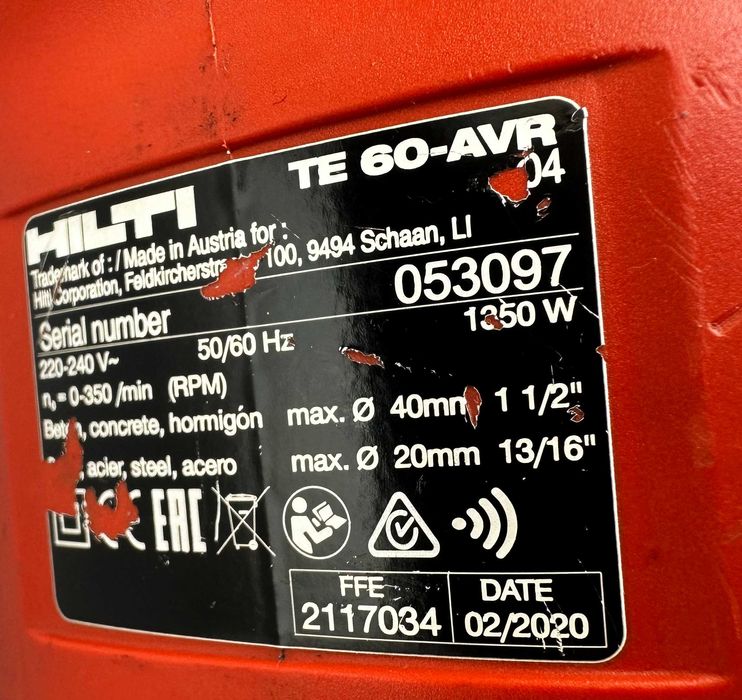 HILTI TE 60-AVR
04
Trademark of : / Made in Austria for :
Hilti Corporation, 100, 9494 Schaan, LI
Serial number 053097
220-240 V~ 50/60 Hz 1350 W
n₀ = 0-350 /min (RPM)
Beton, concrete, hormigón max. Ø 40mm 1 1/2"
acier, steel, acero max. Ø 20mm 13/16"
EAC
FFE DATE
2117034 02/2020